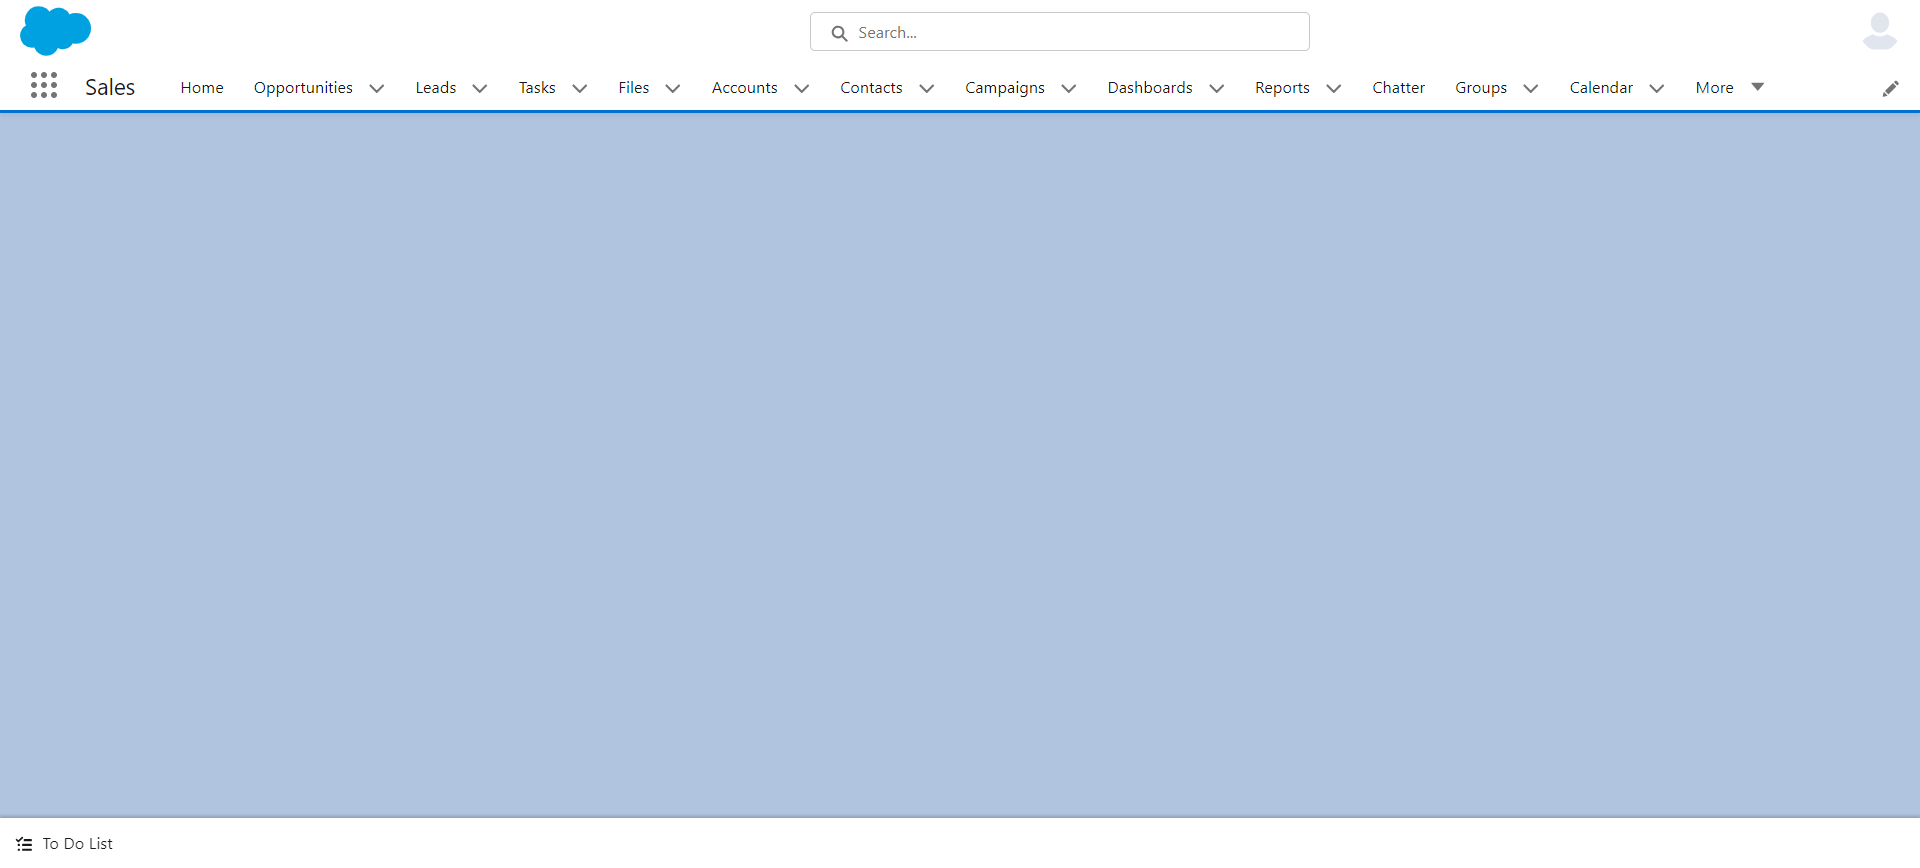 Search...
Sales Home Opportunities Leads Tasks Files Accounts Contacts Campaigns Dashboards Reports Chatter Groups Calendar More
To Do List